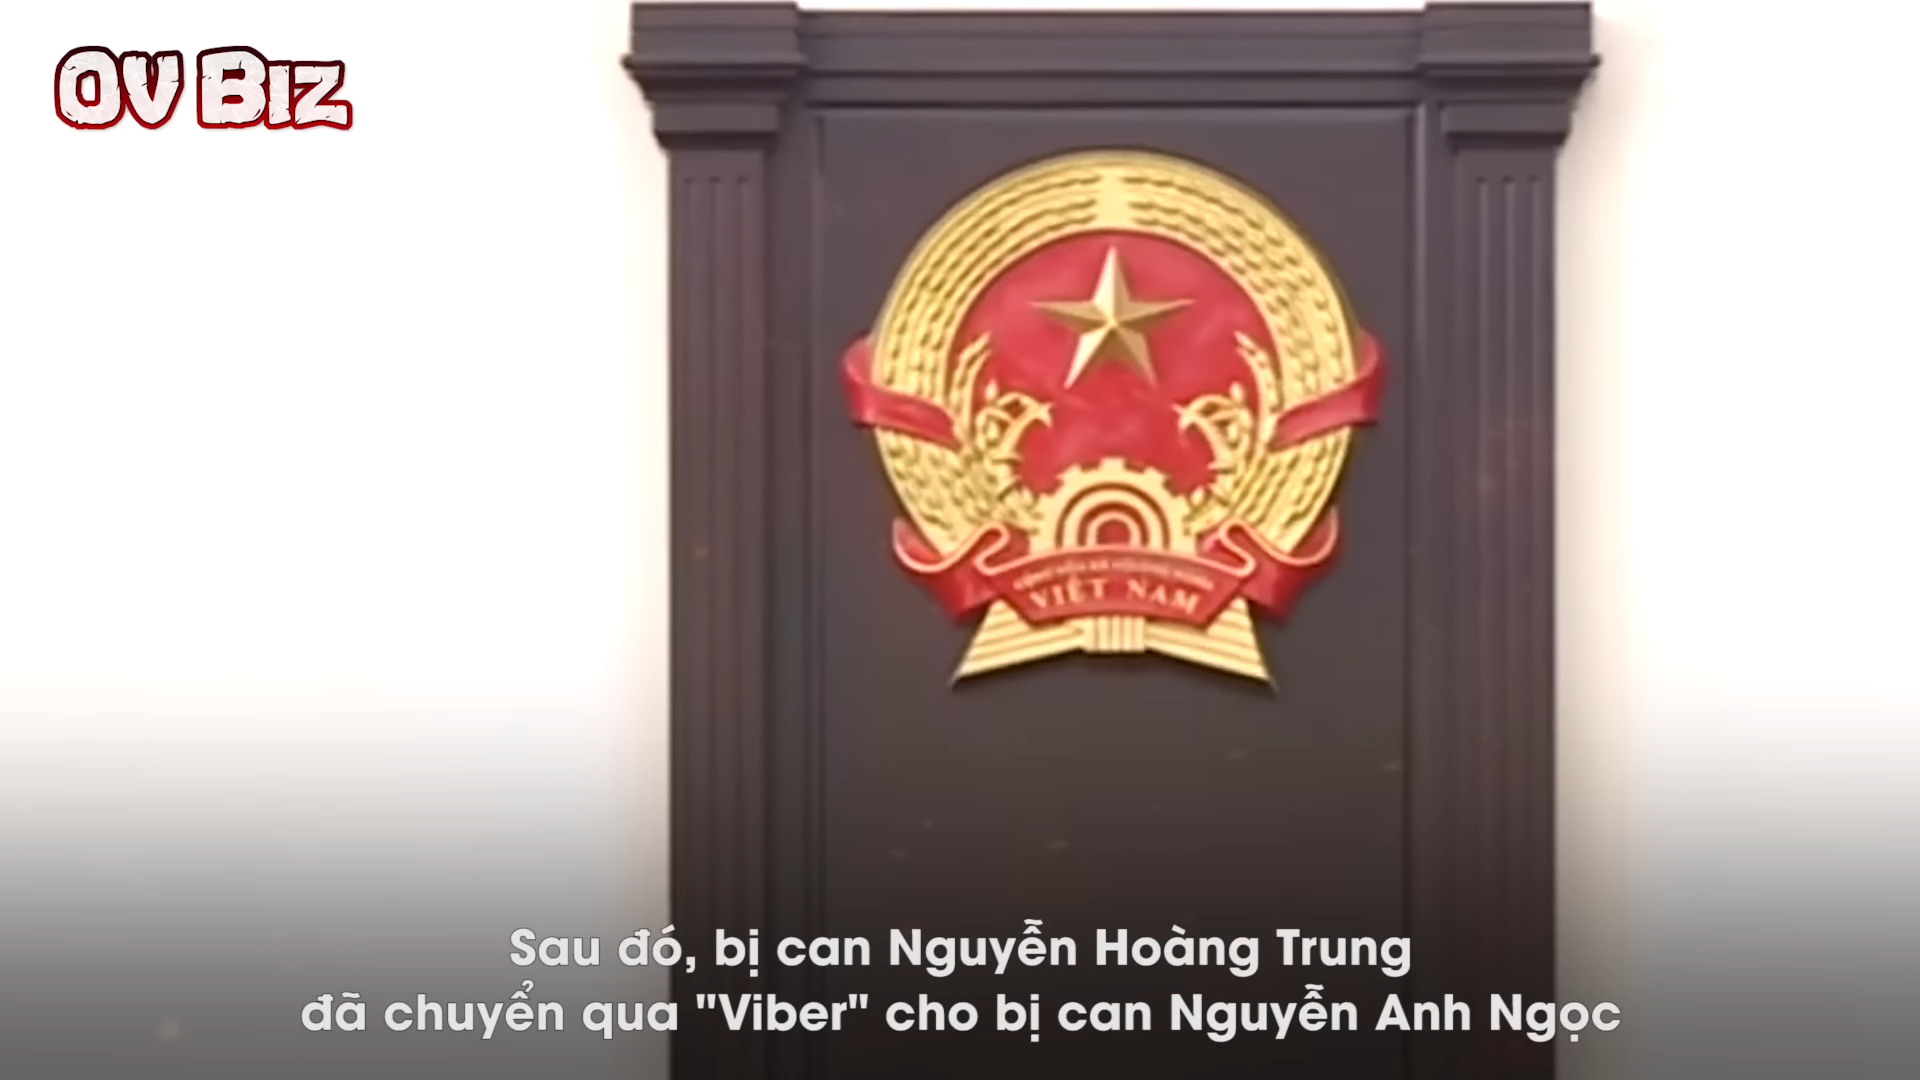 OV BIZ
VIỆT NAM
Sau đó, bị can Nguyễn Hoàng Trung
đã chuyển qua "Viber" cho bị can Nguyễn Anh Ngọc